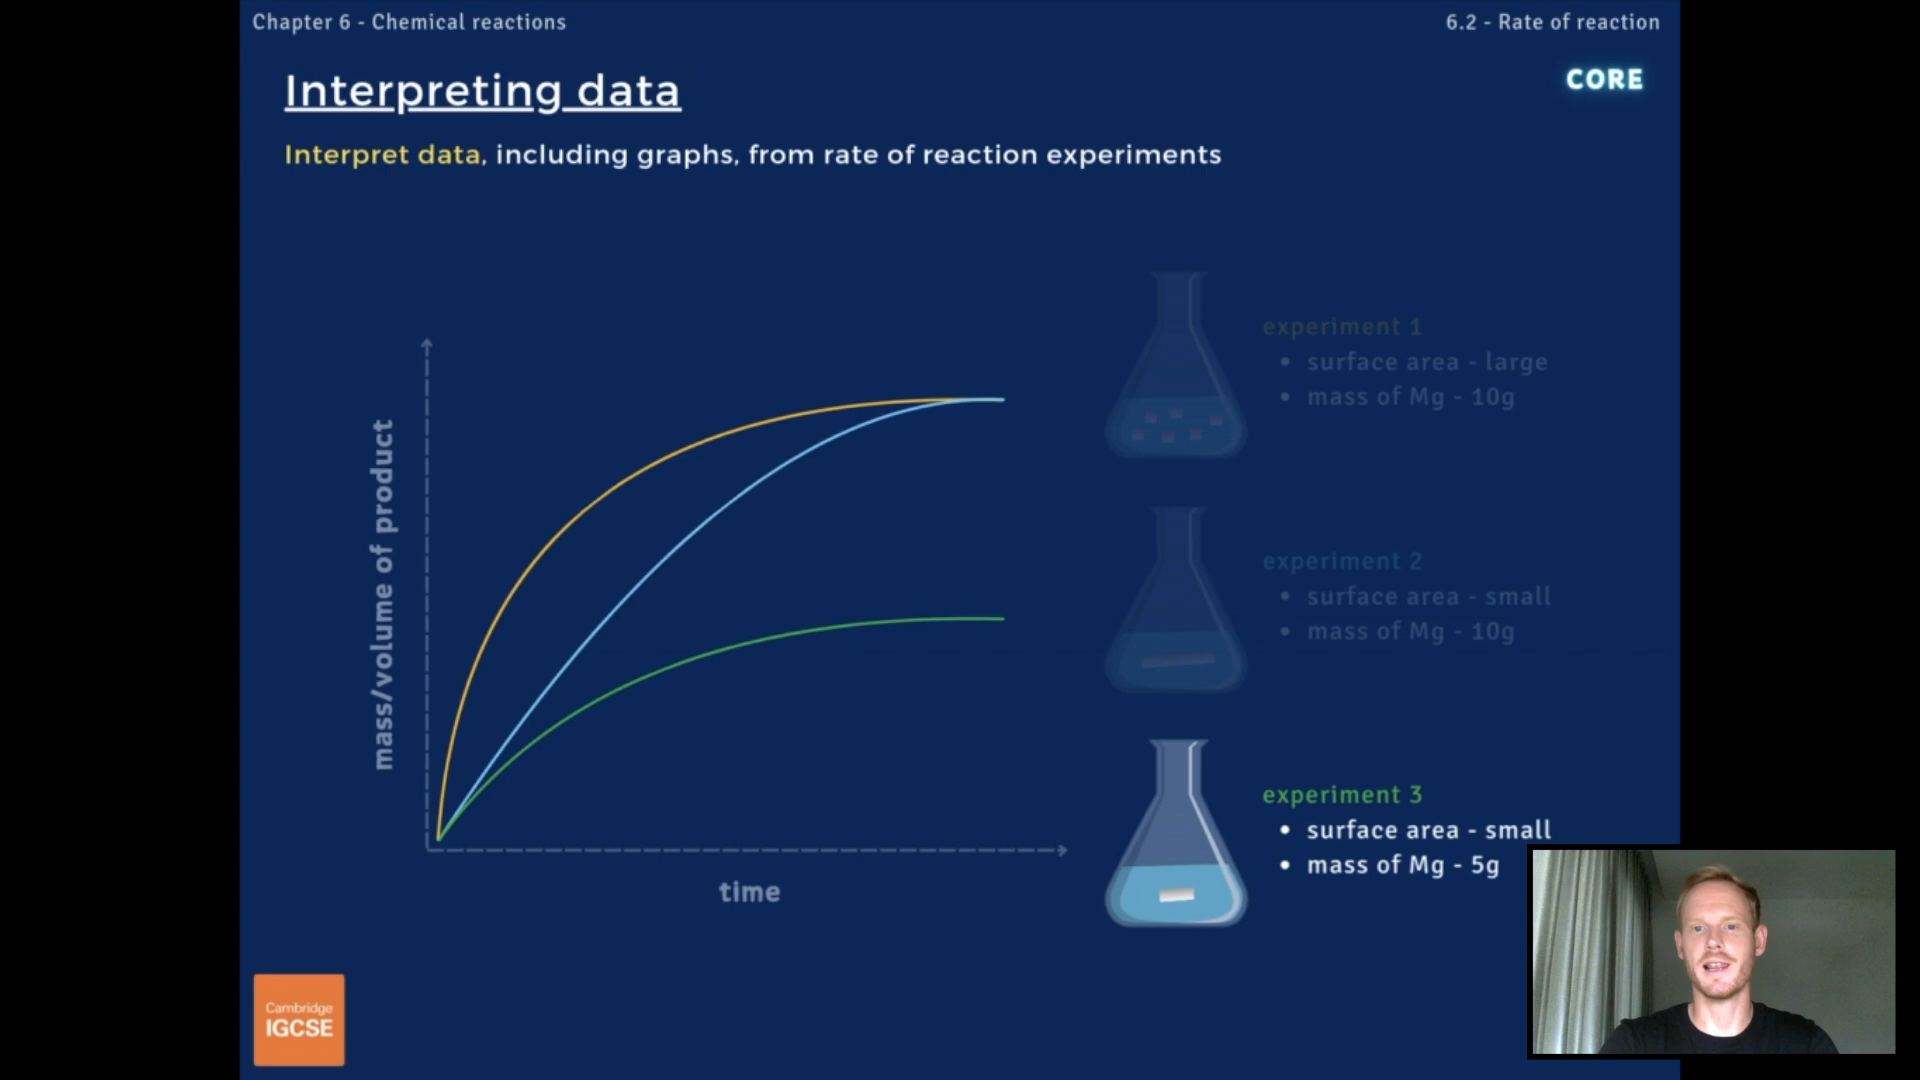 Chapter 6 - Chemical reactions
6.2 - Rate of reaction
Interpreting data
CORE
Interpret data, including graphs, from rate of reaction experiments
mass/volume of product
time
experiment 1
• surface area - large
• mass of Mg - 10g
experiment 2
• surface area - small
• mass of Mg - 10g
experiment 3
• surface area - small
• mass of Mg - 5g
Cambridge
IGCSE